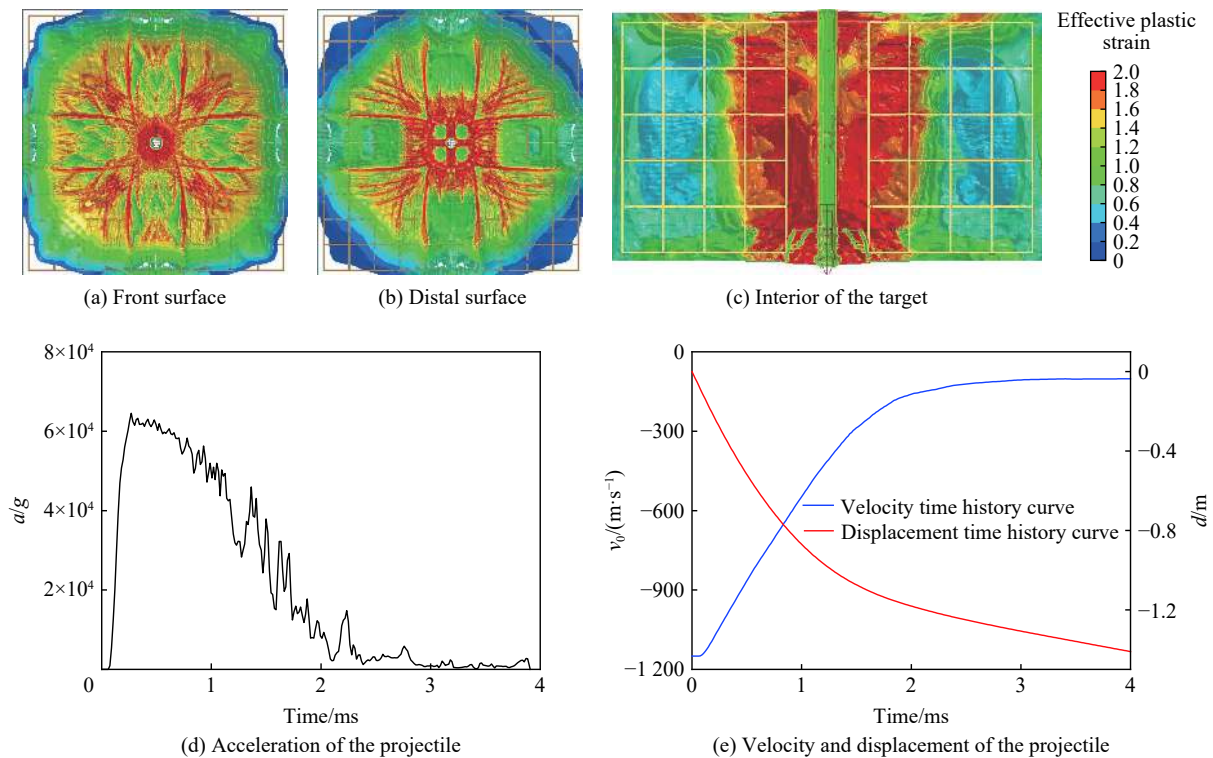 Effective plastic
strain
2.0
1.8
1.6
1.4
1.2
1.0
0.8
0.6
0.4
0.2
0
(a) Front surface
(b) Distal surface
(c) Interior of the target
8×10⁴
6×10⁴
4×10⁴
2×10⁴
a/g
0
1
2
3
4
Time/ms
(d) Acceleration of the projectile
0
−300
−600
−900
−1200
v₀/(m·s⁻¹)
Velocity time history curve
Displacement time history curve
0
−0.4
−0.8
−1.2
d/m
0
1
2
3
4
Time/ms
(e) Velocity and displacement of the projectile